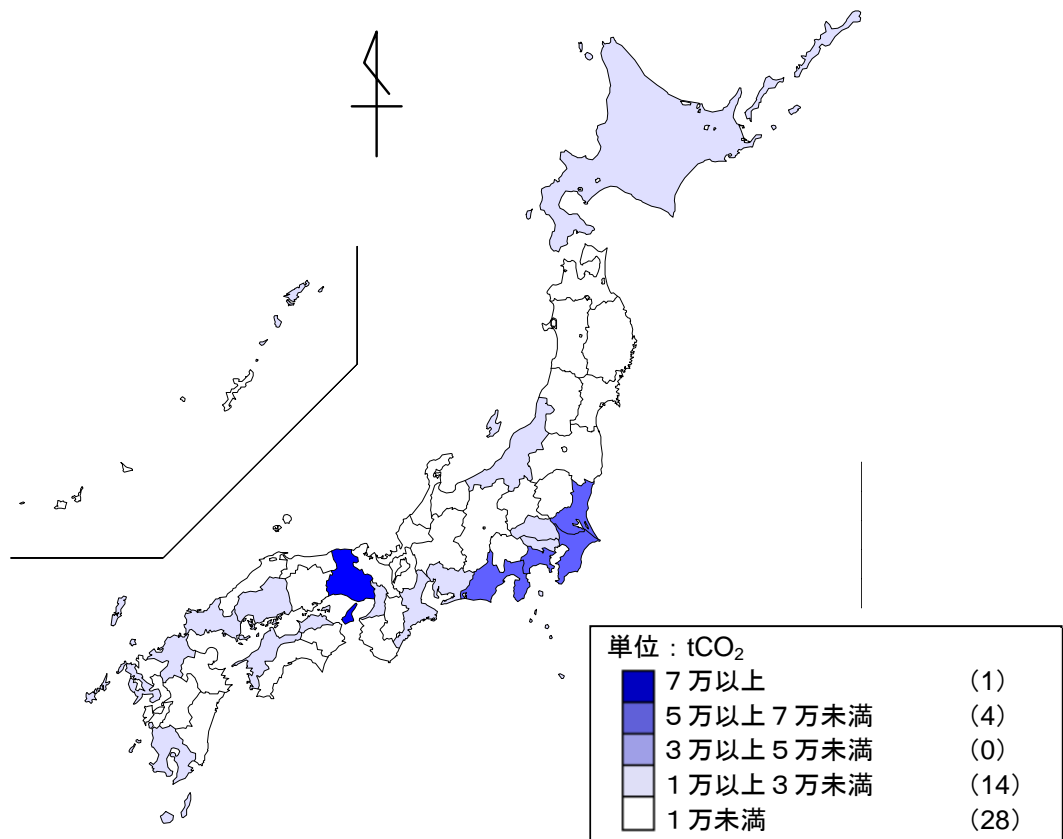 単位：tCO₂
７万以上 （1）
５万以上７万未満 （4）
３万以上５万未満 （0）
１万以上３万未満 （14）
１万未満 （28）